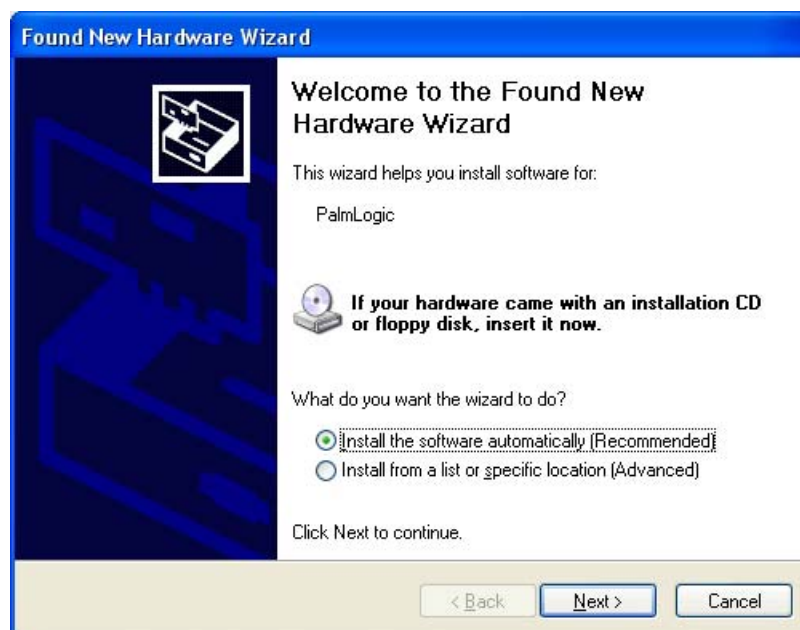 Found New Hardware Wizard
Welcome to the Found New
Hardware Wizard
This wizard helps you install software for:
PalmLogic
If your hardware came with an installation CD
or floppy disk, insert it now.
What do you want the wizard to do?
Install the software automatically (Recommended)
Install from a list or specific location (Advanced)
Click Next to continue.
< Back Next > Cancel